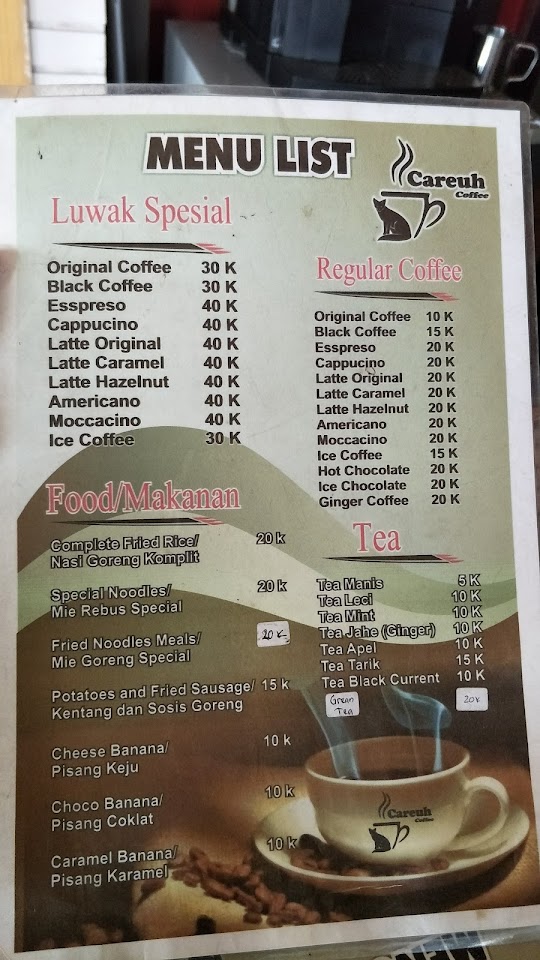 MENU LIST
Careuh
Coffee
Luwak Spesial
Original Coffee 30 K
Black Coffee 30 K
Esspreso 40 K
Cappucino 40 K
Latte Original 40 K
Latte Caramel 40 K
Latte Hazelnut 40 K
Americano 40 K
Moccacino 40 K
Ice Coffee 30 K
Regular Coffee
Original Coffee 10 K
Black Coffee 15 K
Esspreso 20 K
Cappucino 20 K
Latte Original 20 K
Latte Caramel 20 K
Latte Hazelnut 20 K
Americano 20 K
Moccacino 20 K
Ice Coffee 15 K
Hot Chocolate 20 K
Ice Chocolate 20 K
Ginger Coffee 20 K
Food/Makanan
Complete Fried Rice/ 20 k
Nasi Goreng Komplit
Special Noodles/ 20 k
Mie Rebus Special
Fried Noodles Meals/ 20 K
Mie Goreng Special
Potatoes and Fried Sausage/ 15 k
Kentang dan Sosis Goreng
Cheese Banana/ 10 k
Pisang Keju
Choco Banana/ 10 k
Pisang Coklat
Caramel Banana/ 10 k
Pisang Karamel
Tea
Tea Manis 5 K
Tea Leci 10 K
Tea Mint 10 K
Tea Jahe (Ginger) 10 K
Tea Apel 10 K
Tea Tarik 15 K
Tea Black Current 10 K
Green 20 K
Tea
Careuh
Coffee